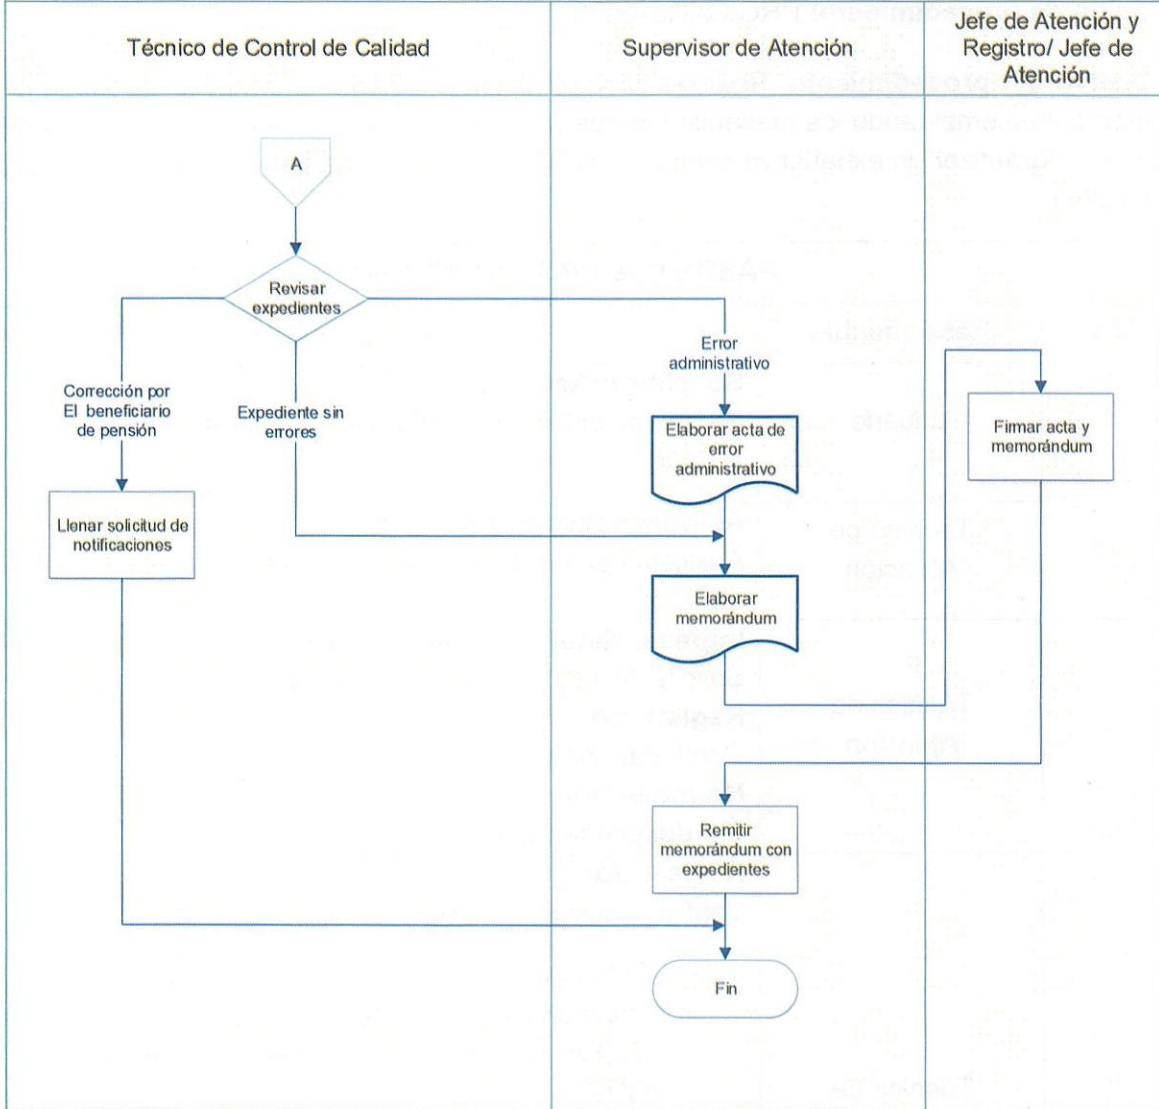 Técnico de Control de Calidad
Supervisor de Atención
Jefe de Atención y
Registro/ Jefe de
Atención
A
Revisar
expedientes
Error
administrativo
Corrección por
El beneficiario
de pensión
Expediente sin
errores
Elaborar acta de
error
administrativo
Firmar acta y
memorándum
Llenar solicitud de
notificaciones
Elaborar
memorándum
Remitir
memorándum con
expedientes
Fin